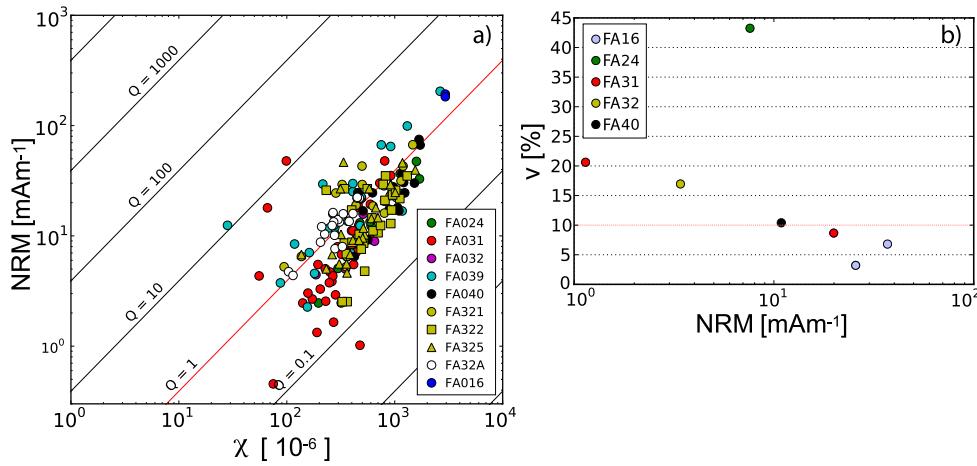 a)
10³
10²
10¹
10⁰
NRM [mAm⁻¹]
Q = 1000
Q = 100
Q = 10
Q = 1
Q = 0.1
FA024
FA031
FA032
FA039
FA040
FA321
FA322
FA325
FA32A
FA016
10⁰ 10¹ 10² 10³ 10⁴
χ [ 10⁻⁶ ]
b)
45
40
35
30
25
20
15
10
5
0
v [%]
FA16
FA24
FA31
FA32
FA40
10⁰ 10¹ 10²
NRM [mAm⁻¹]